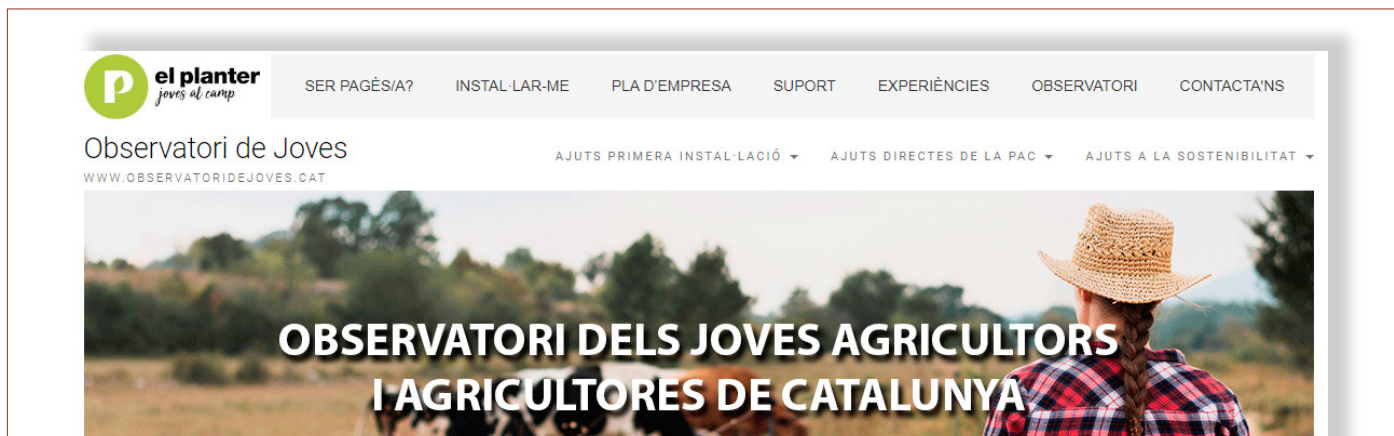 el planter
joves al camp
SER PAGÈS/A? INSTAL·LAR-ME PLA D'EMPRESA SUPORT EXPERIÈNCIES OBSERVATORI CONTACTA'NS
Observatori de Joves
WWW.OBSERVATORIDEJOVES.CAT
AJUTS PRIMERA INSTAL·LACIÓ AJUTS DIRECTES DE LA PAC AJUTS A LA SOSTENIBILITAT
OBSERVATORI DELS JOVES AGRICULTORS
I AGRICULTORES DE CATALUNYA